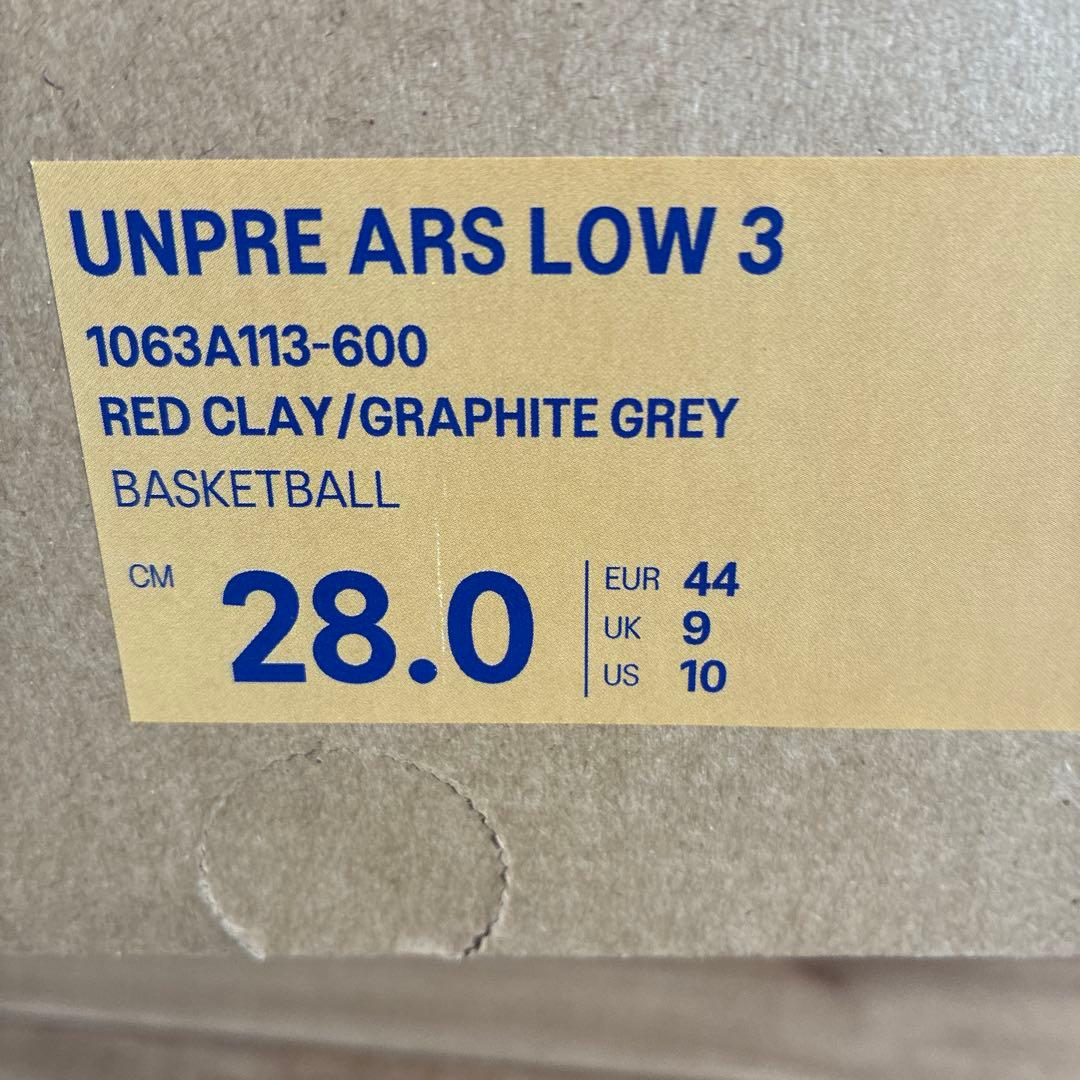 UNPRE ARS LOW 3
1063A113-600
RED CLAY/GRAPHITE GREY
BASKETBALL
CM 28.0
EUR 44
UK 9
US 10